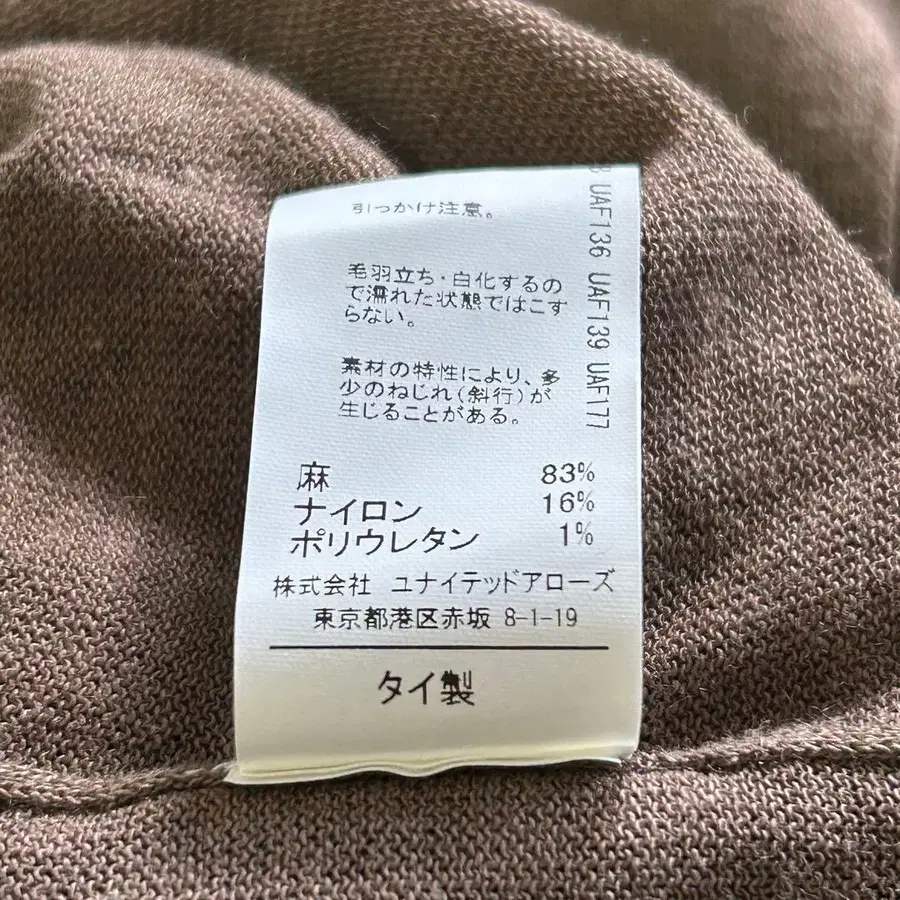 引っかけ注意。
毛羽立ち・白化するの
で濡れた状態ではこす
らない。
素材の特性により、多
少のねじれ(斜行)が
生じることがある。
麻 83%
ナイロン 16%
ポリウレタン 1%
株式会社 ユナイテッドアローズ
東京都港区赤坂 8-1-19
タイ製
UAF136 UAF139 UAF177